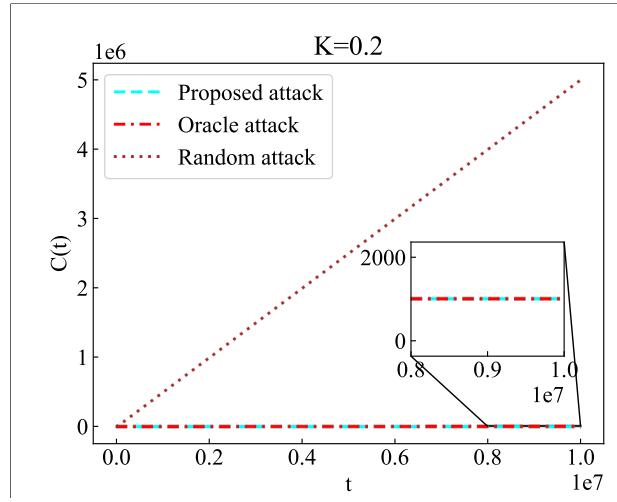 K=0.2
1e6
5
4
3
2
1
0
C(t)
Proposed attack
Oracle attack
Random attack
2000
0
0.8 0.9 1.0
1e7
0.0 0.2 0.4 0.6 0.8 1.0
t
1e7